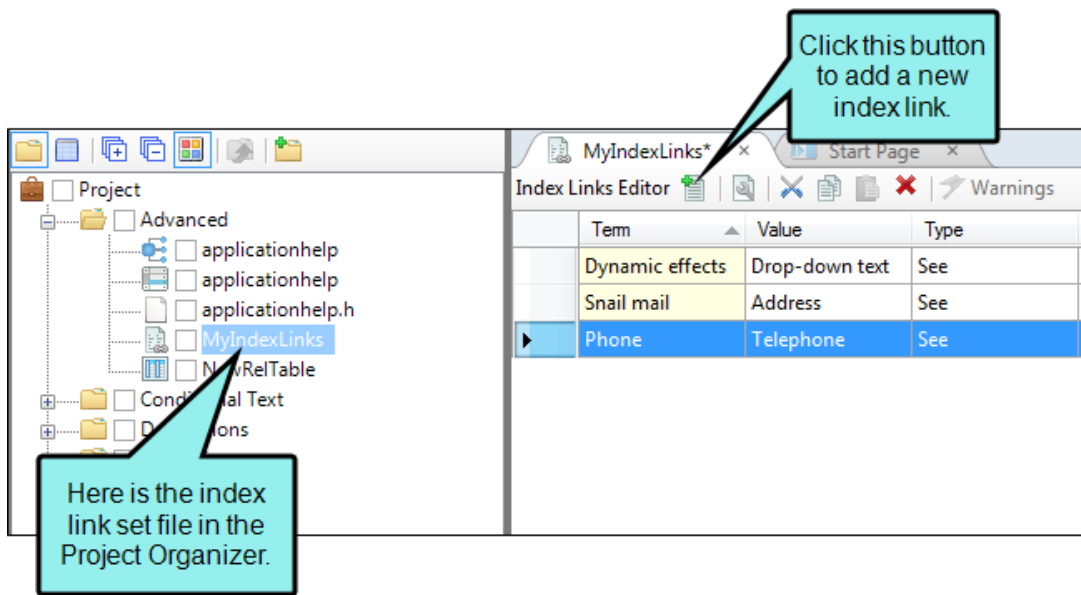 Click this button
to add a new
index link.
MyIndexLinks* × Start Page ×
Project
Index Links Editor Warnings
Advanced
Term Value Type
applicationhelp
Dynamic effects Drop-down text See
applicationhelp
Snail mail Address See
applicationhelp.h
MyIndexLinks
Phone Telephone See
Text
Here is the index
link set file in the
Project Organizer.